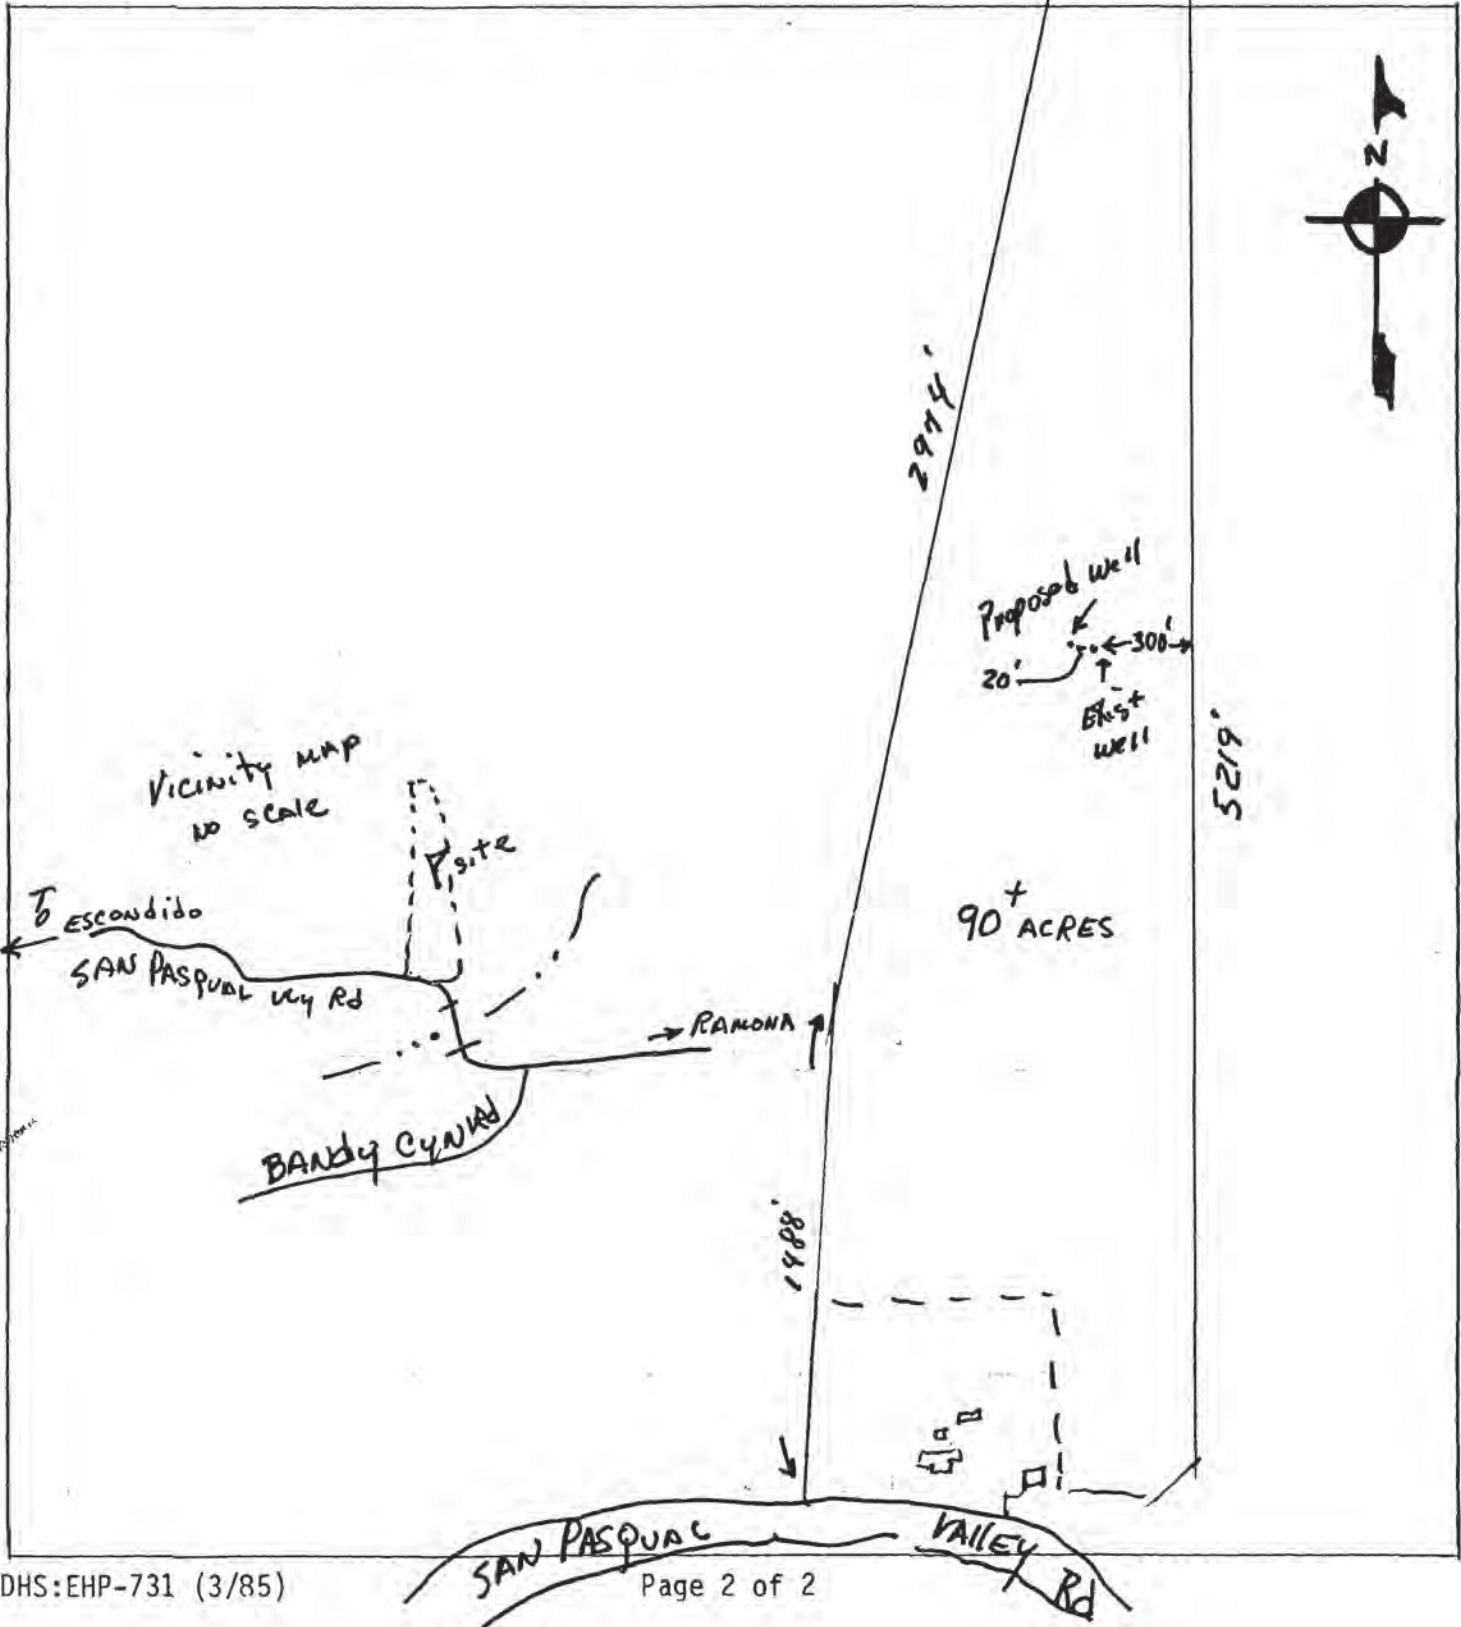 N
2974'
Proposed well
300'
20'
Exist
well
5219'
Vicinity map
no scale
site
To Escondido
SAN PASQUAL Vly Rd
90+ ACRES
RAMONA
BANdy CyN Rd
1488'
SAN PASQUAL VALLEY Rd
DHS:EHP-731 (3/85)
Page 2 of 2